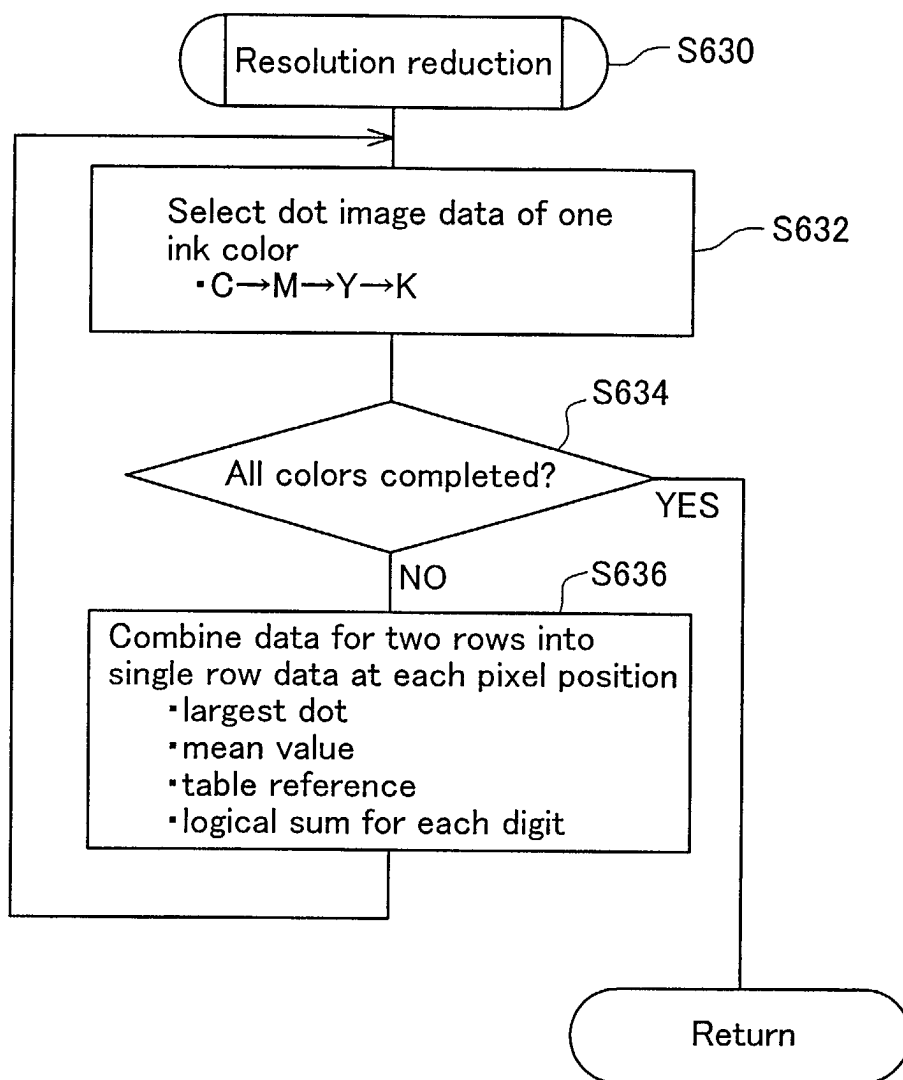 Resolution reduction
S630
Select dot image data of one
ink color
・C→M→Y→K
S632
S634
All colors completed?
YES
NO
S636
Combine data for two rows into
single row data at each pixel position
・largest dot
・mean value
・table reference
・logical sum for each digit
Return